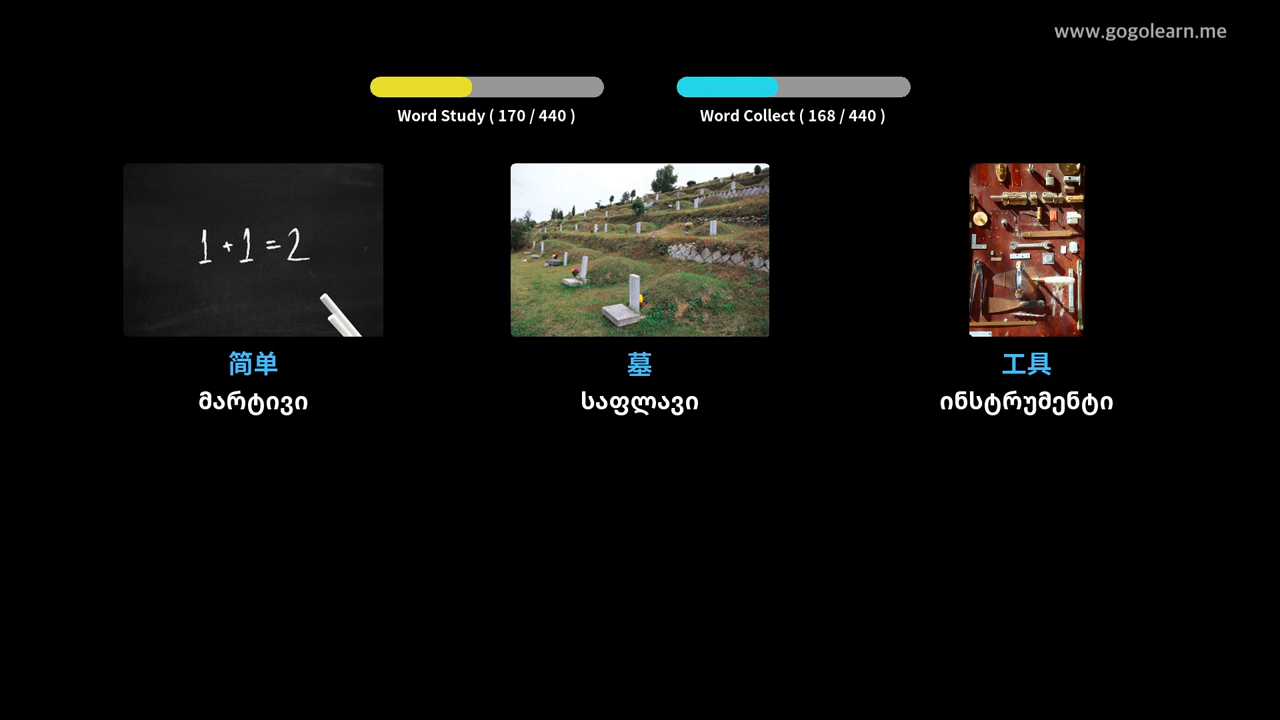 www.gogolearn.me
Word Study ( 170 / 440 )
Word Collect ( 168 / 440 )
1 + 1 = 2
简单
墓
工具
მარტივი
საფლავი
ინსტრუმენტი